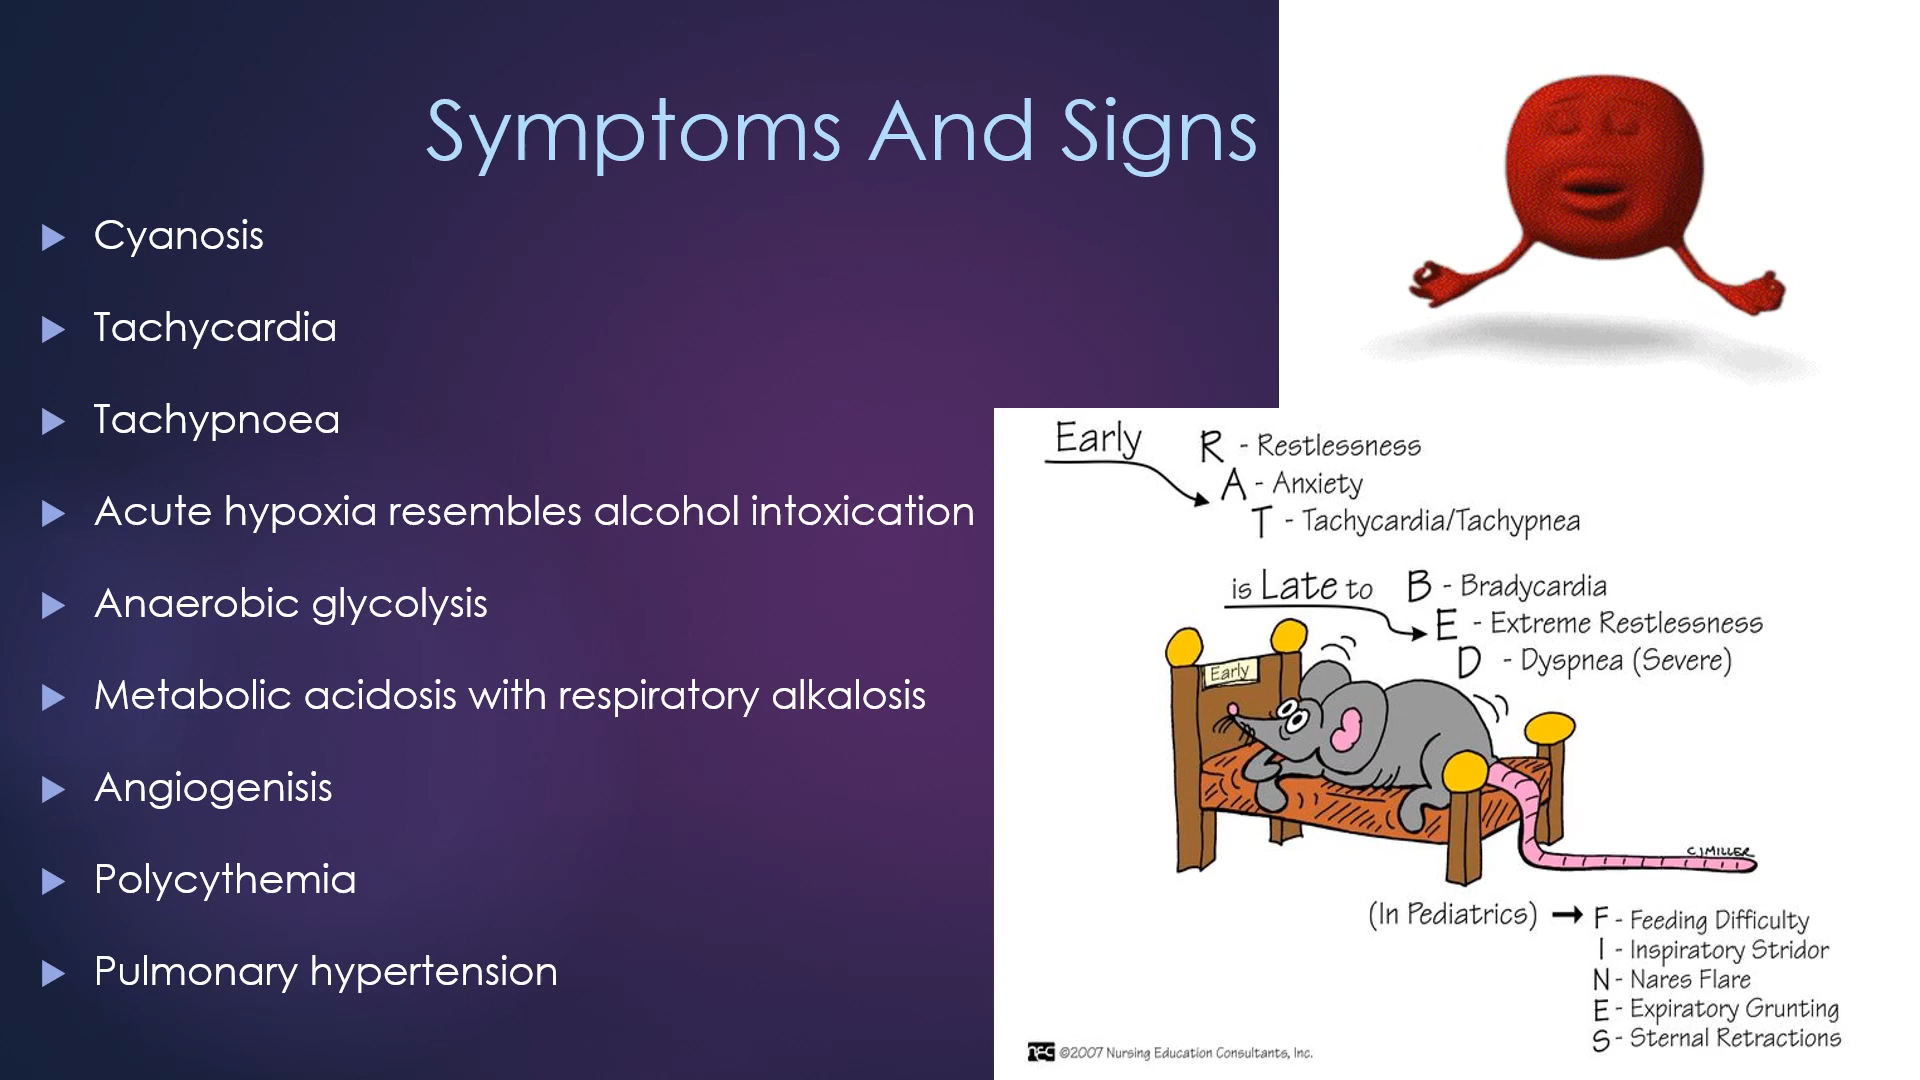 Symptoms And Signs
Cyanosis
Tachycardia
Tachypnoea
Acute hypoxia resembles alcohol intoxication
Anaerobic glycolysis
Metabolic acidosis with respiratory alkalosis
Angiogenisis
Polycythemia
Pulmonary hypertension
Early
R - Restlessness
A - Anxiety
T - Tachycardia/Tachypnea
is Late to
B - Bradycardia
E - Extreme Restlessness
D - Dyspnea (Severe)
Early
CJMILLER
(In Pediatrics) → F - Feeding Difficulty
I - Inspiratory Stridor
N - Nares Flare
E - Expiratory Grunting
S - Sternal Retractions
nec ©2007 Nursing Education Consultants, Inc.